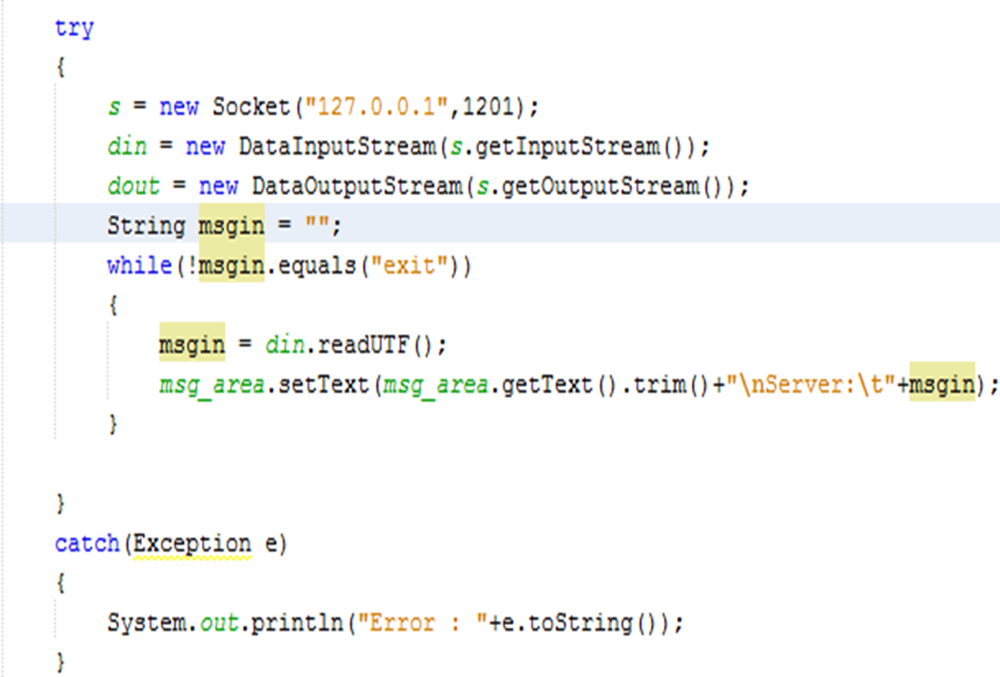 try
{
s = new Socket("127.0.0.1",1201);
din = new DataInputStream(s.getInputStream());
dout = new DataOutputStream(s.getOutputStream());
String msgin = "";
while(!msgin.equals("exit"))
{
msgin = din.readUTF();
msg_area.setText(msg_area.getText().trim()+"\nServer:\t"+msgin);
}
}
catch(Exception e)
{
System.out.println("Error : "+e.toString());
}